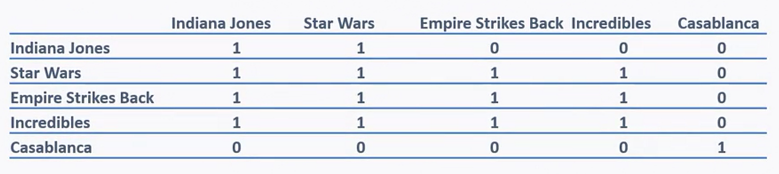 Indiana Jones Star Wars Empire Strikes Back Incredibles Casablanca
Indiana Jones 1 1 0 0 0
Star Wars 1 1 1 1 0
Empire Strikes Back 1 1 1 1 0
Incredibles 1 1 1 1 0
Casablanca 0 0 0 0 1